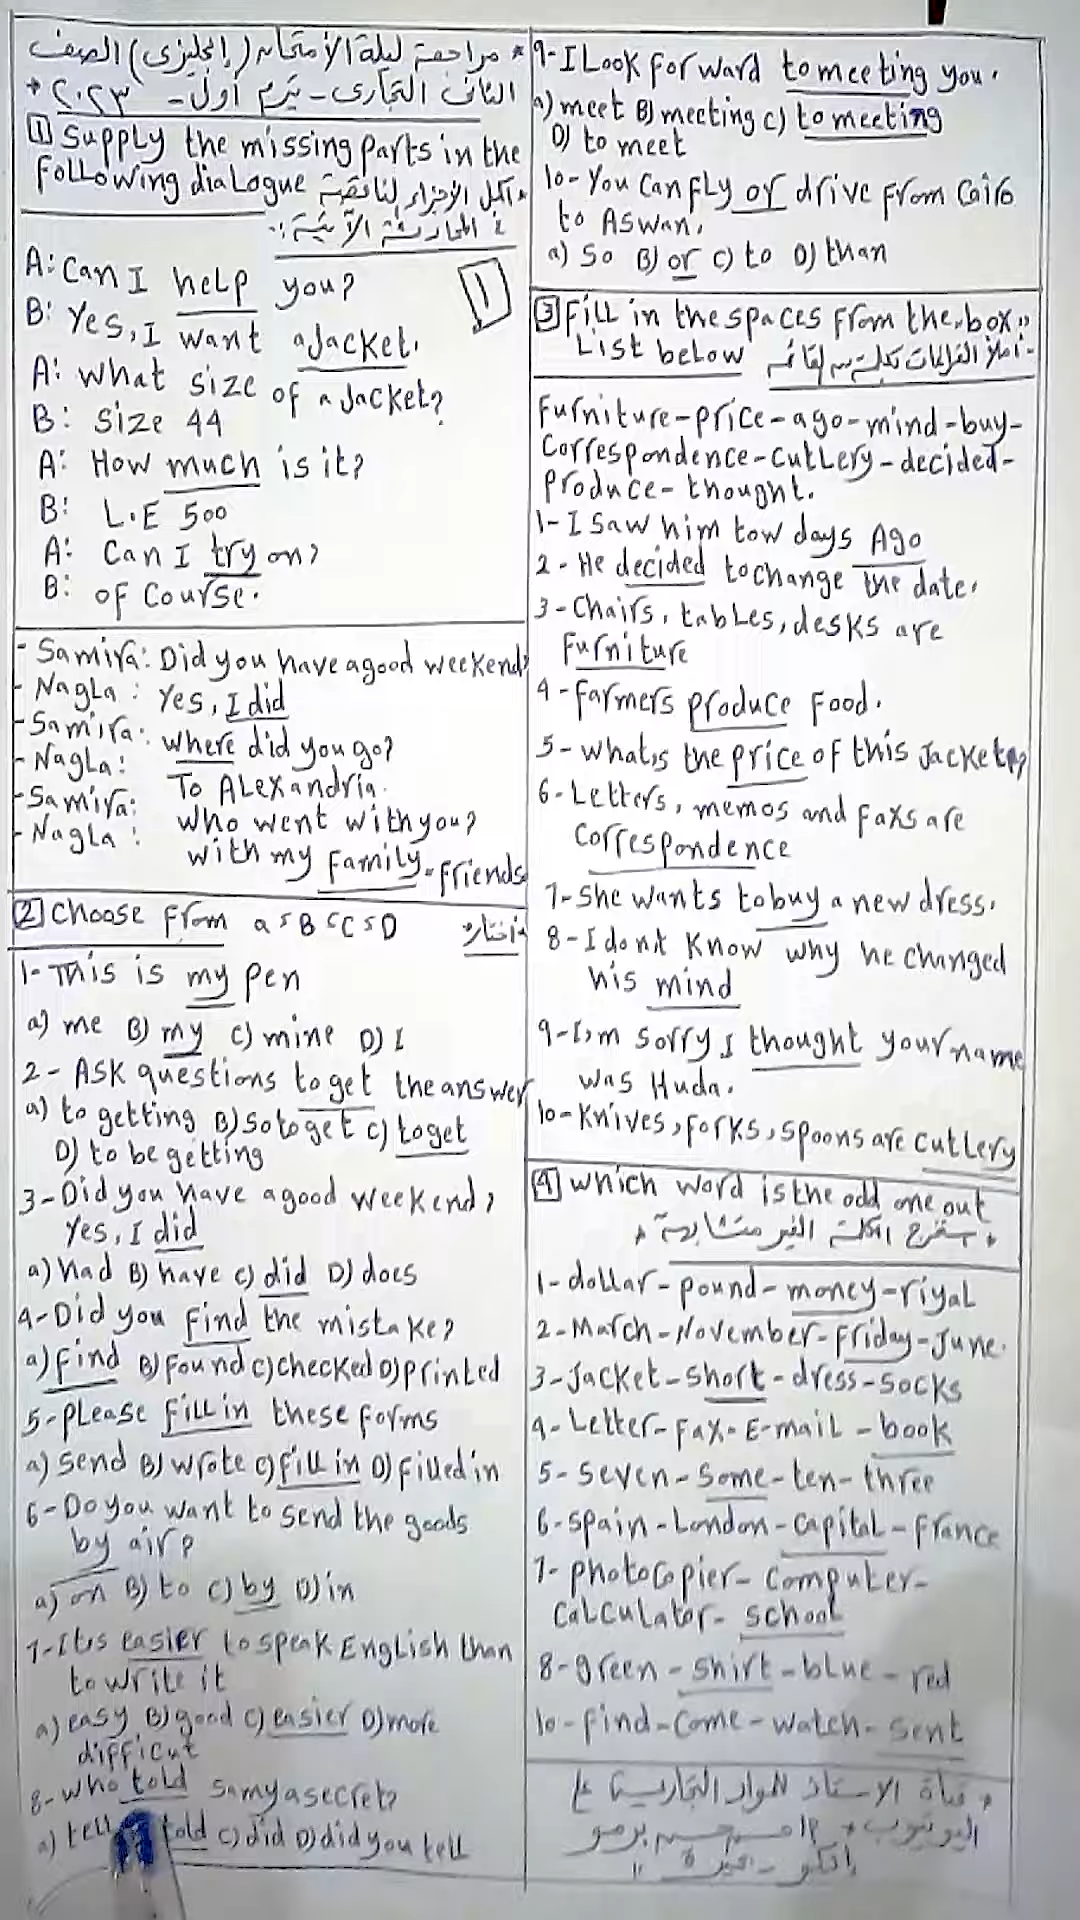 * مراجعة ليلة الامتحان (إنجليزى) الصف
الثانى التجارى - ترم أول - ٢٠٢٣ *
1 Supply the missing parts in the
Following dialogue أكمل الأجزاء الناقصة
فى المحادثة الآتية :-
A: Can I help you?
B: Yes, I want a Jacket.
A: What size of a Jacket?
B: Size 44
A: How much is it?
B: L.E 500
A: Can I try on?
B: of Course.
1
- Samira: Did you have a good weekend?
- Nagla: Yes, I did
- Samira: Where did you go?
- Nagla: To Alexandria.
- Samira: Who went with you?
- Nagla: With my Family - Friends
2 Choose From a, B, C, D اختار
1- This is my pen
a) me B) my C) mine D) I
2- Ask questions to get the answer
a) to getting B) so to get C) to get
D) to be getting
3- Did you have a good weekend?
Yes, I did
a) had B) have C) did D) does
4- Did you Find the mistake?
a) Find B) Found C) checked D) printed
5- please Fill in these forms
a) send B) wrote C) fill in D) filled in
6- Do you want to send the goods
by air?
a) on B) to C) by D) in
7- It,s easier to speak English than
to write it
a) easy B) good C) easier D) more
difficut
8- Who told Samy a secret?
a) tell told C) did D) did you tell
9- I Look Forward to meeting you.
a) meet B) mecting C) to meeting
D) to meet
10- You Can Fly or drive From Cairo
to Aswan.
a) So B) or C) to D) than
3 Fill in the spaces From the box
List below املأ الفراغات بكلمة من القائمة
Furniture - price - ago - mind - buy -
Correspondence - Cutlery - decided -
produce - thought.
1- I Saw him tow days Ago
2- He decided to change the date.
3- Chairs, tables, desks are
Furniture
4- Farmers produce Food.
5- what,s the price of this Jacket?
6- Letters, memos and Faxs are
Correspondence
7- She wants to buy a new dress.
8- I don,t Know why he changed
his mind
9- I,m sorry I thought your name
was Huda.
10- Knives, forks, spoons are Cutlery
4 which word is the odd one out
* استخرج الكلمة الغير متشابهة *
1- dollar - pound - money - riyal
2- March - November - Friday - June.
3- Jacket - short - dress - socks
4- Letter - Fax - E-mail - book
5- Seven - Some - ten - three
6- Spain - London - Capital - France
7- photocopier - Computer -
Calculator - school
8- green - shirt - blue - red
10- Find - Come - watch - sent
* قناة الاستاذ للمواد التجارية ع
اليوتيوب *